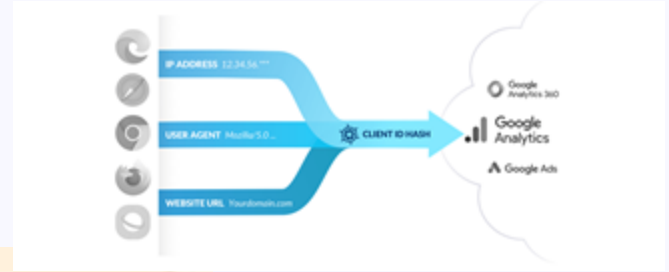 IP ADDRESS 12.34.56.***
USER AGENT Mozilla/5.0 ...
WEBSITE URL Yourdomain.com
CLIENT ID HASH
Google
Analytics 360
Google
Analytics
Google Ads